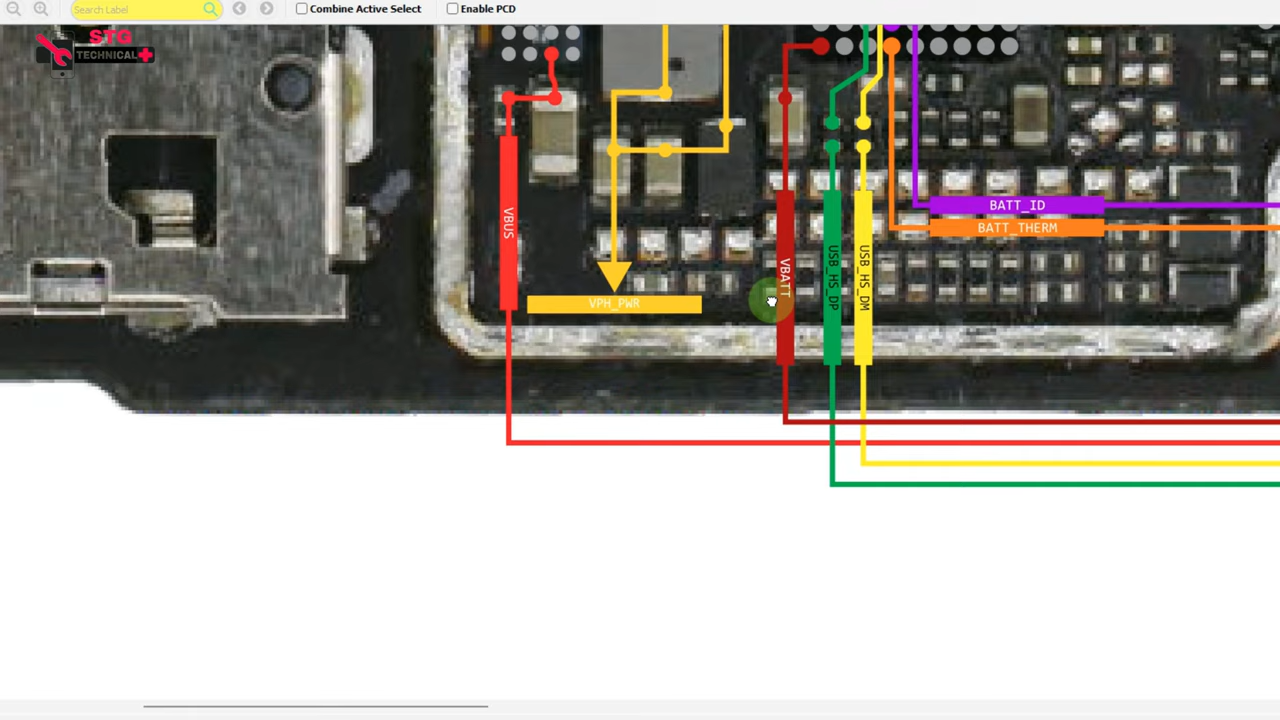 Search Label
Combine Active Select
Enable PCD
STG
TECHNICAL
VBUS
VPH_PWR
VBATT
USB_HS_DP
USB_HS_DM
BATT_ID
BATT_THERM